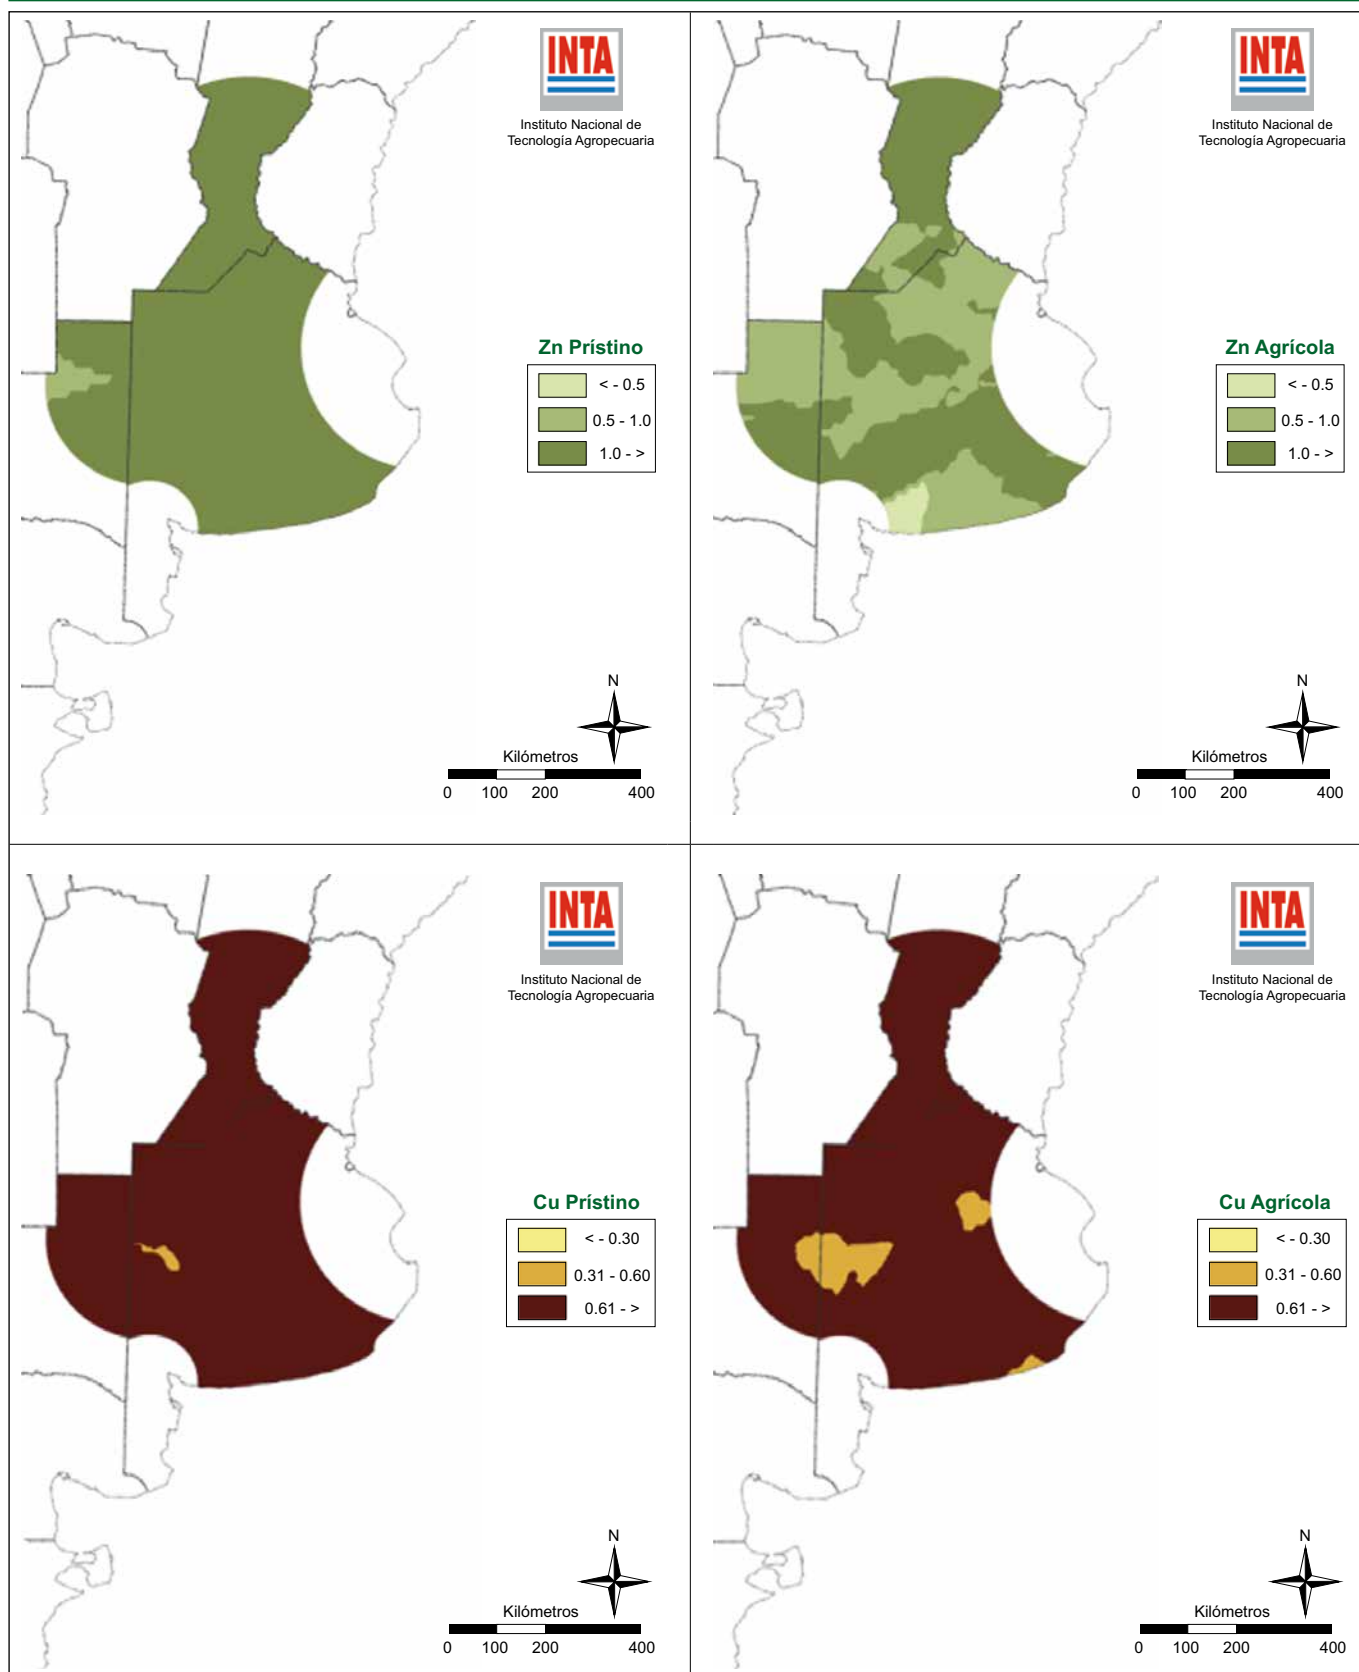 INTA
Instituto Nacional de
Tecnología Agropecuaria
Zn Prístino
< - 0.5
0.5 - 1.0
1.0 - >
N
Kilómetros
0 100 200 400
INTA
Instituto Nacional de
Tecnología Agropecuaria
Zn Agrícola
< - 0.5
0.5 - 1.0
1.0 - >
N
Kilómetros
0 100 200 400
INTA
Instituto Nacional de
Tecnología Agropecuaria
Cu Prístino
< - 0.30
0.31 - 0.60
0.61 - >
N
Kilómetros
0 100 200 400
INTA
Instituto Nacional de
Tecnología Agropecuaria
Cu Agrícola
< - 0.30
0.31 - 0.60
0.61 - >
N
Kilómetros
0 100 200 400